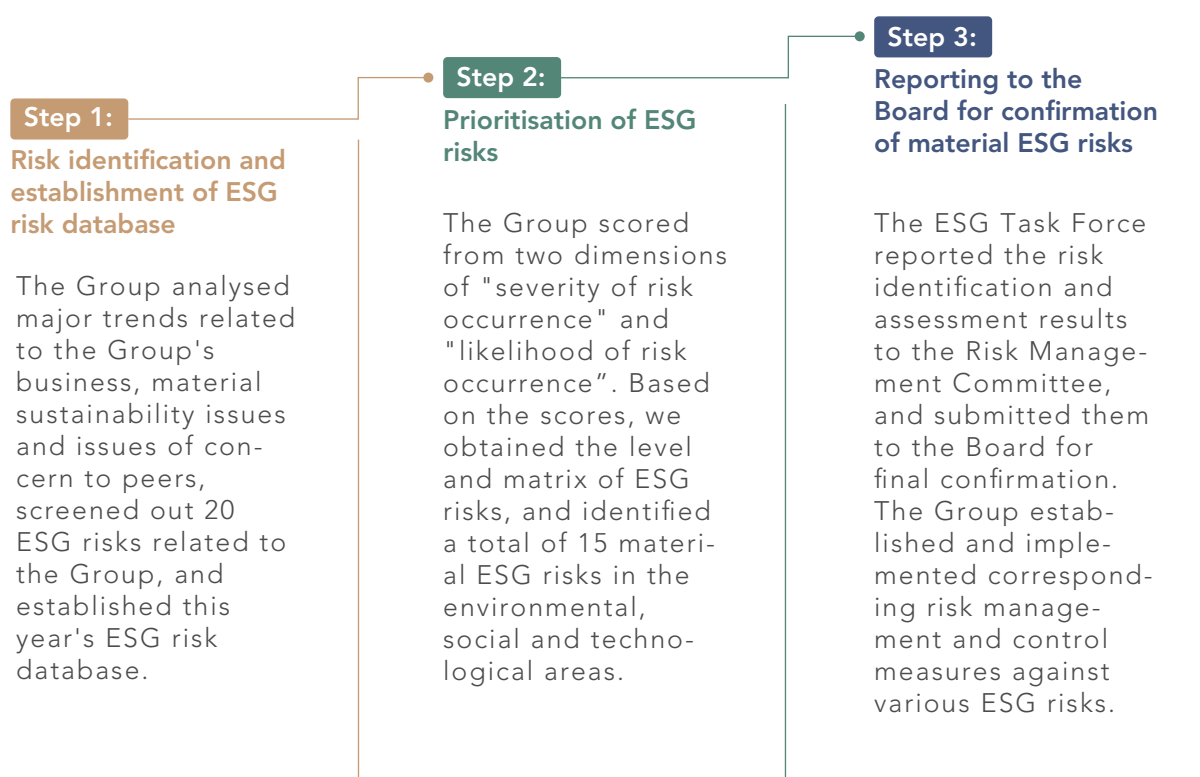 Step 1:
Risk identification and
establishment of ESG
risk database
The Group analysed
major trends related
to the Group's
business, material
sustainability issues
and issues of con-
cern to peers,
screened out 20
ESG risks related to
the Group, and
established this
year's ESG risk
database.
Step 2:
Prioritisation of ESG
risks
The Group scored
from two dimensions
of "severity of risk
occurrence" and
"likelihood of risk
occurrence”. Based
on the scores, we
obtained the level
and matrix of ESG
risks, and identified
a total of 15 materi-
al ESG risks in the
environmental,
social and techno-
logical areas.
Step 3:
Reporting to the
Board for confirmation
of material ESG risks
The ESG Task Force
reported the risk
identification and
assessment results
to the Risk Manage-
ment Committee,
and submitted them
to the Board for
final confirmation.
The Group estab-
lished and imple-
mented correspond-
ing risk manage-
ment and control
measures against
various ESG risks.